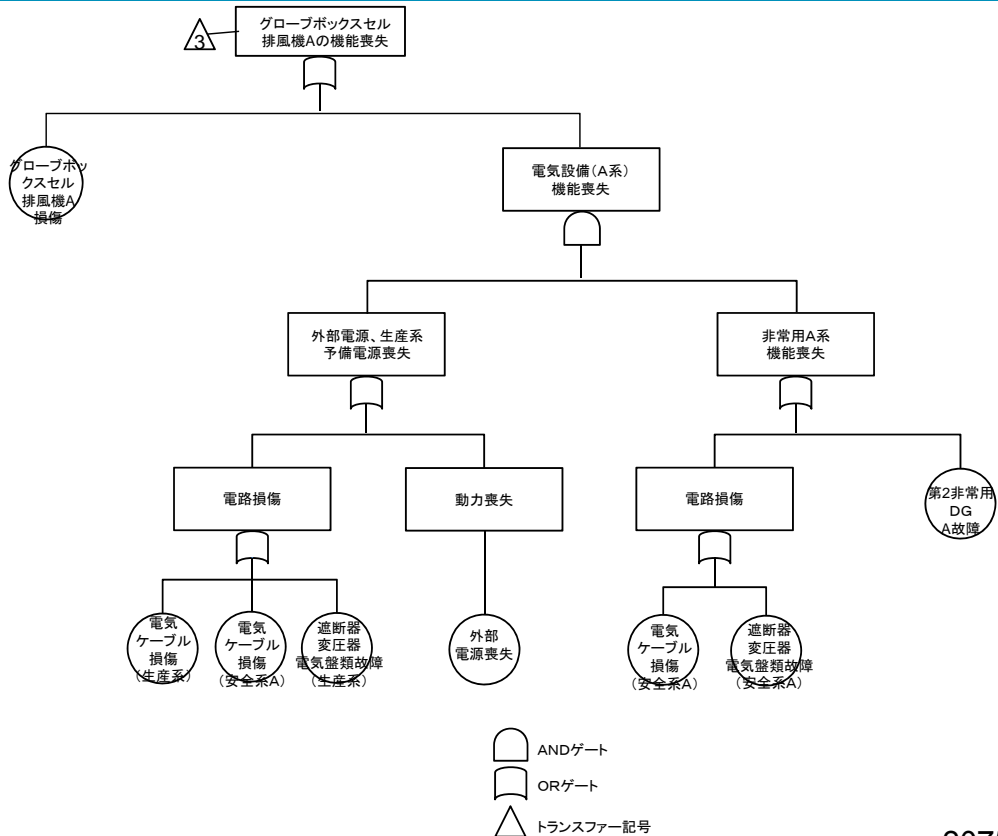 3
グローブボックスセル
排風機Aの機能喪失
グローブボッ
クスセル
排風機A
損傷
電気設備(A系)
機能喪失
外部電源、生産系
予備電源喪失
非常用A系
機能喪失
電路損傷
動力喪失
電路損傷
第2非常用
DG
A故障
電気
ケーブル
損傷
(生産系)
電気
ケーブル
損傷
(安全系A)
遮断器
変圧器
電気盤類故障
(生産系)
外部
電源喪失
電気
ケーブル
損傷
(安全系A)
遮断器
変圧器
電気盤類故障
(安全系A)
ANDゲート
ORゲート
トランスファー記号